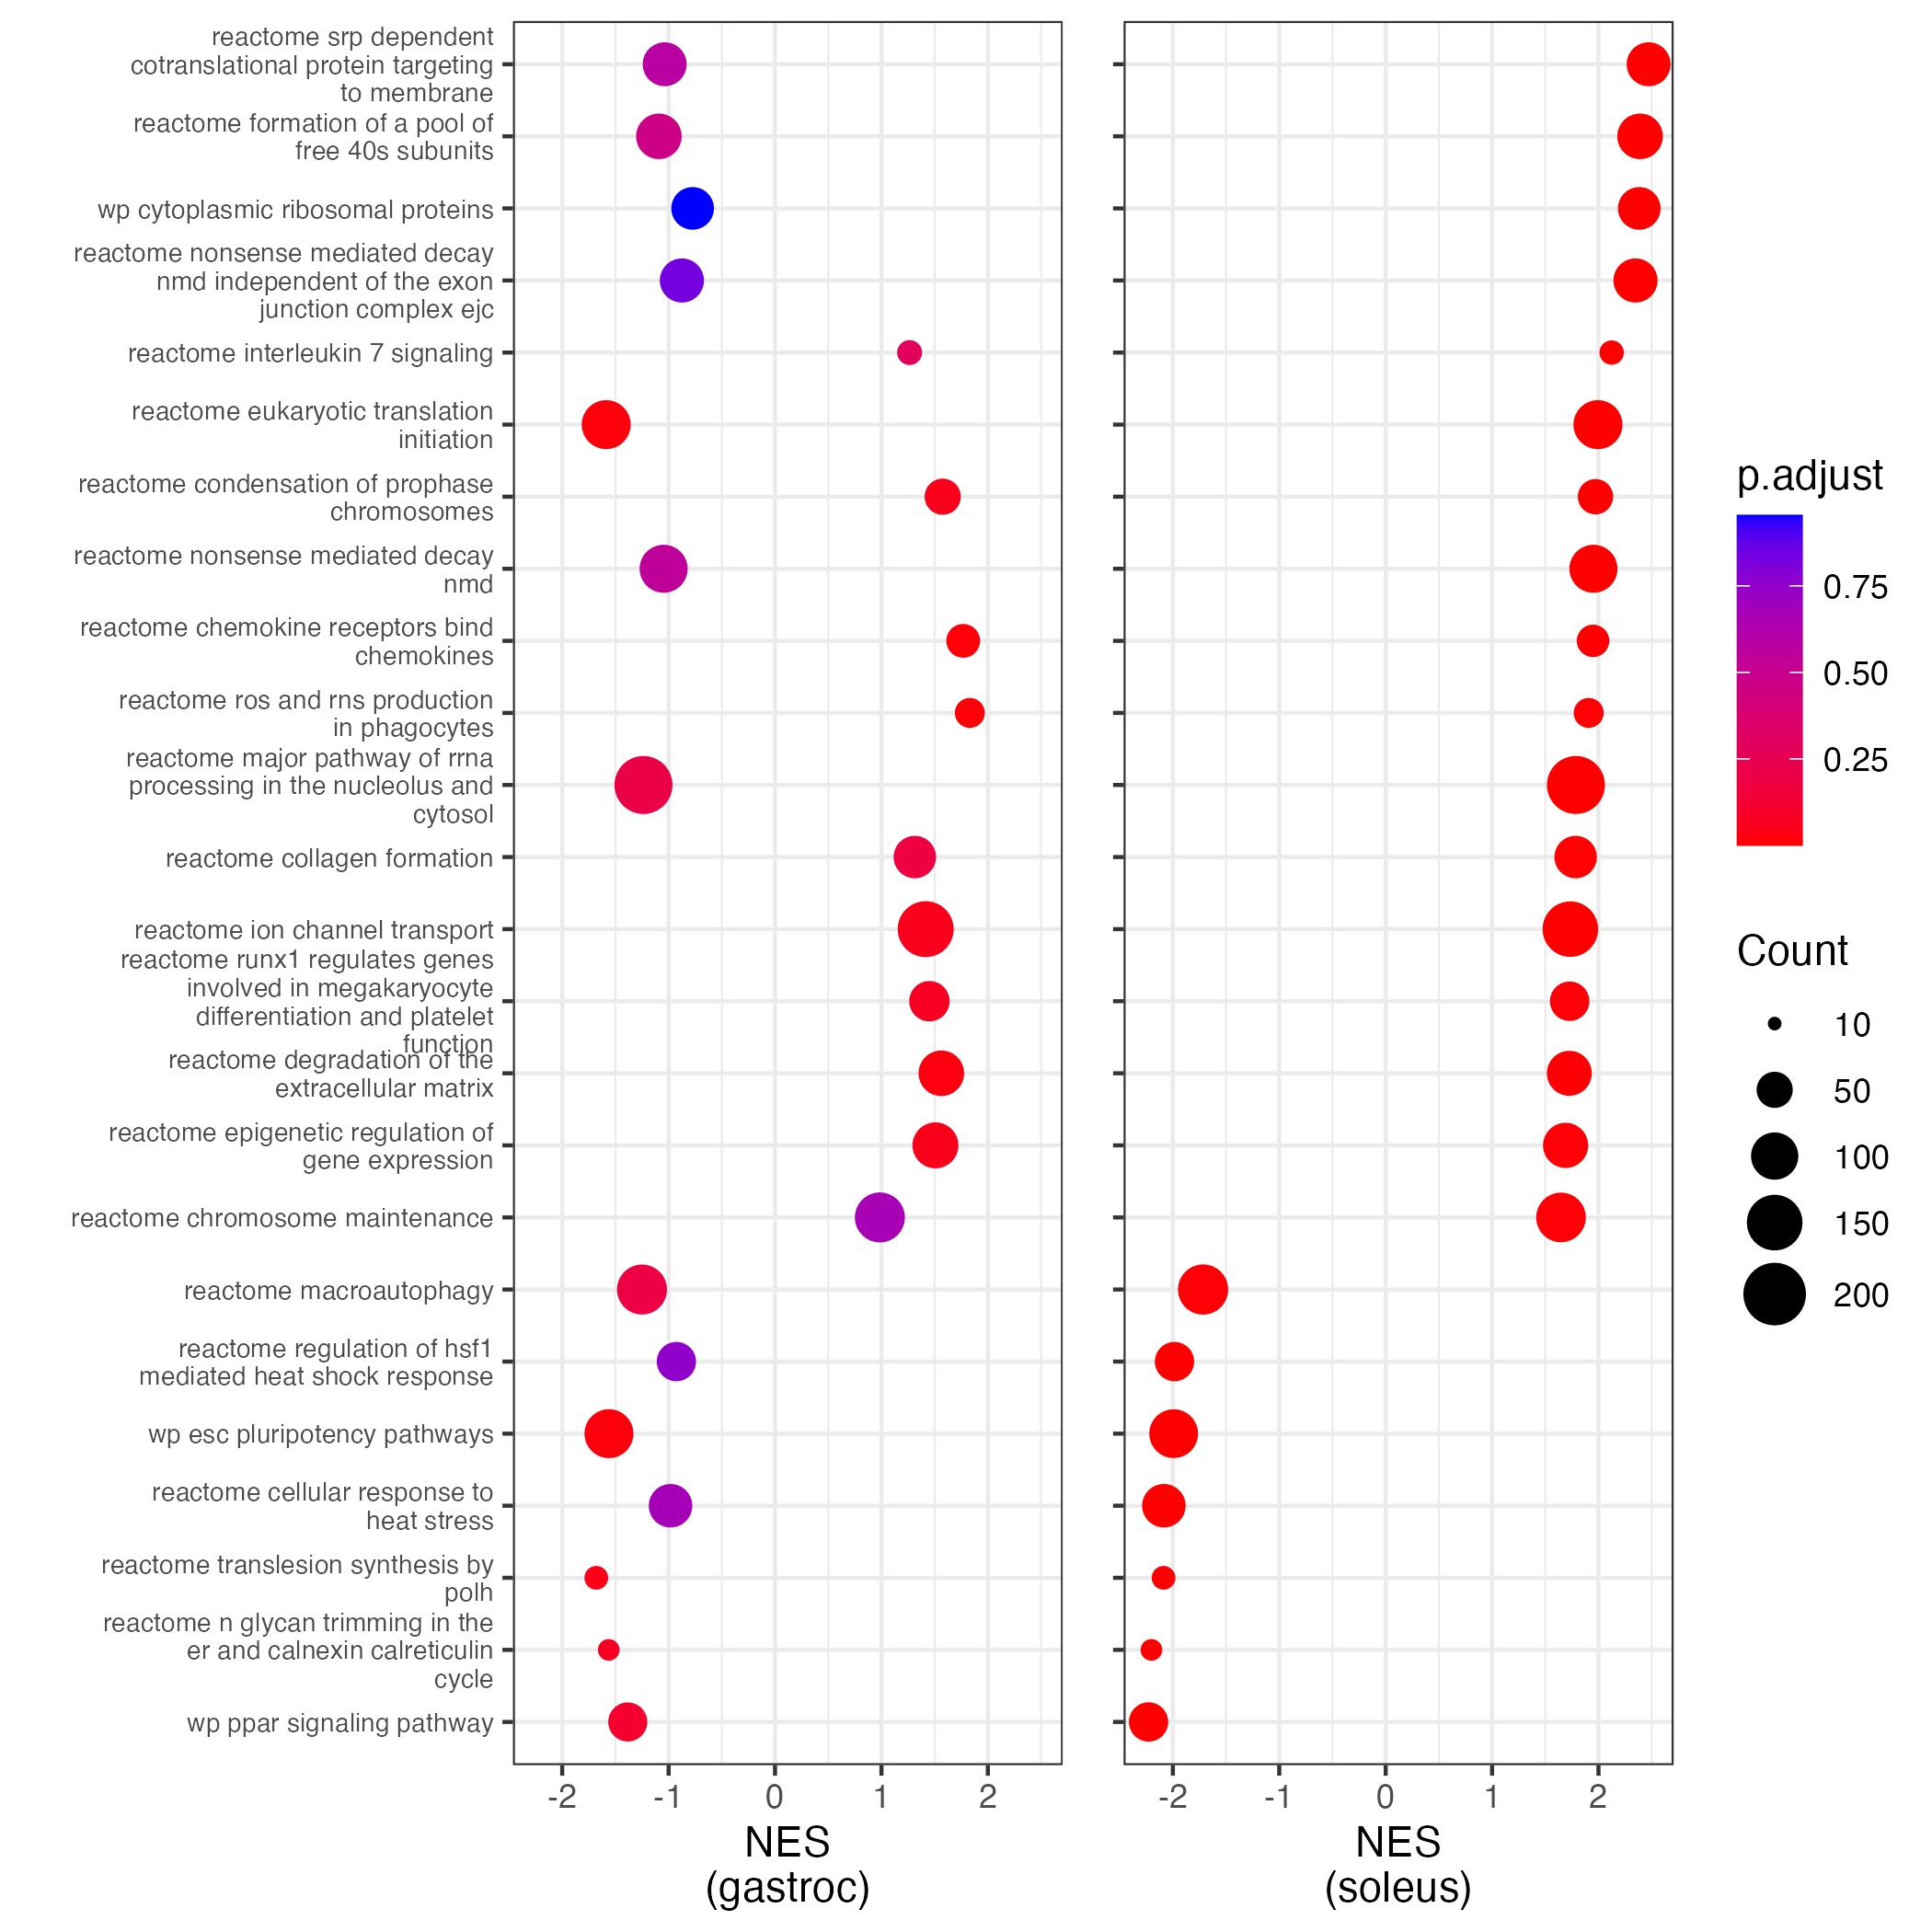 reactome srp dependent
cotranslational protein targeting
to membrane
reactome formation of a pool of
free 40s subunits
wp cytoplasmic ribosomal proteins
reactome nonsense mediated decay
nmd independent of the exon
junction complex ejc
reactome interleukin 7 signaling
reactome eukaryotic translation
initiation
reactome condensation of prophase
chromosomes
reactome nonsense mediated decay
nmd
reactome chemokine receptors bind
chemokines
reactome ros and rns production
in phagocytes
reactome major pathway of rrna
processing in the nucleolus and
cytosol
reactome collagen formation
reactome ion channel transport
reactome runx1 regulates genes
involved in megakaryocyte
differentiation and platelet
function
reactome degradation of the
extracellular matrix
reactome epigenetic regulation of
gene expression
reactome chromosome maintenance
reactome macroautophagy
reactome regulation of hsf1
mediated heat shock response
wp esc pluripotency pathways
reactome cellular response to
heat stress
reactome translesion synthesis by
polh
reactome n glycan trimming in the
er and calnexin calreticulin
cycle
wp ppar signaling pathway
-2 -1 0 1 2
NES
(gastroc)
-2 -1 0 1 2
NES
(soleus)
p.adjust
0.75
0.50
0.25
Count
10
50
100
150
200